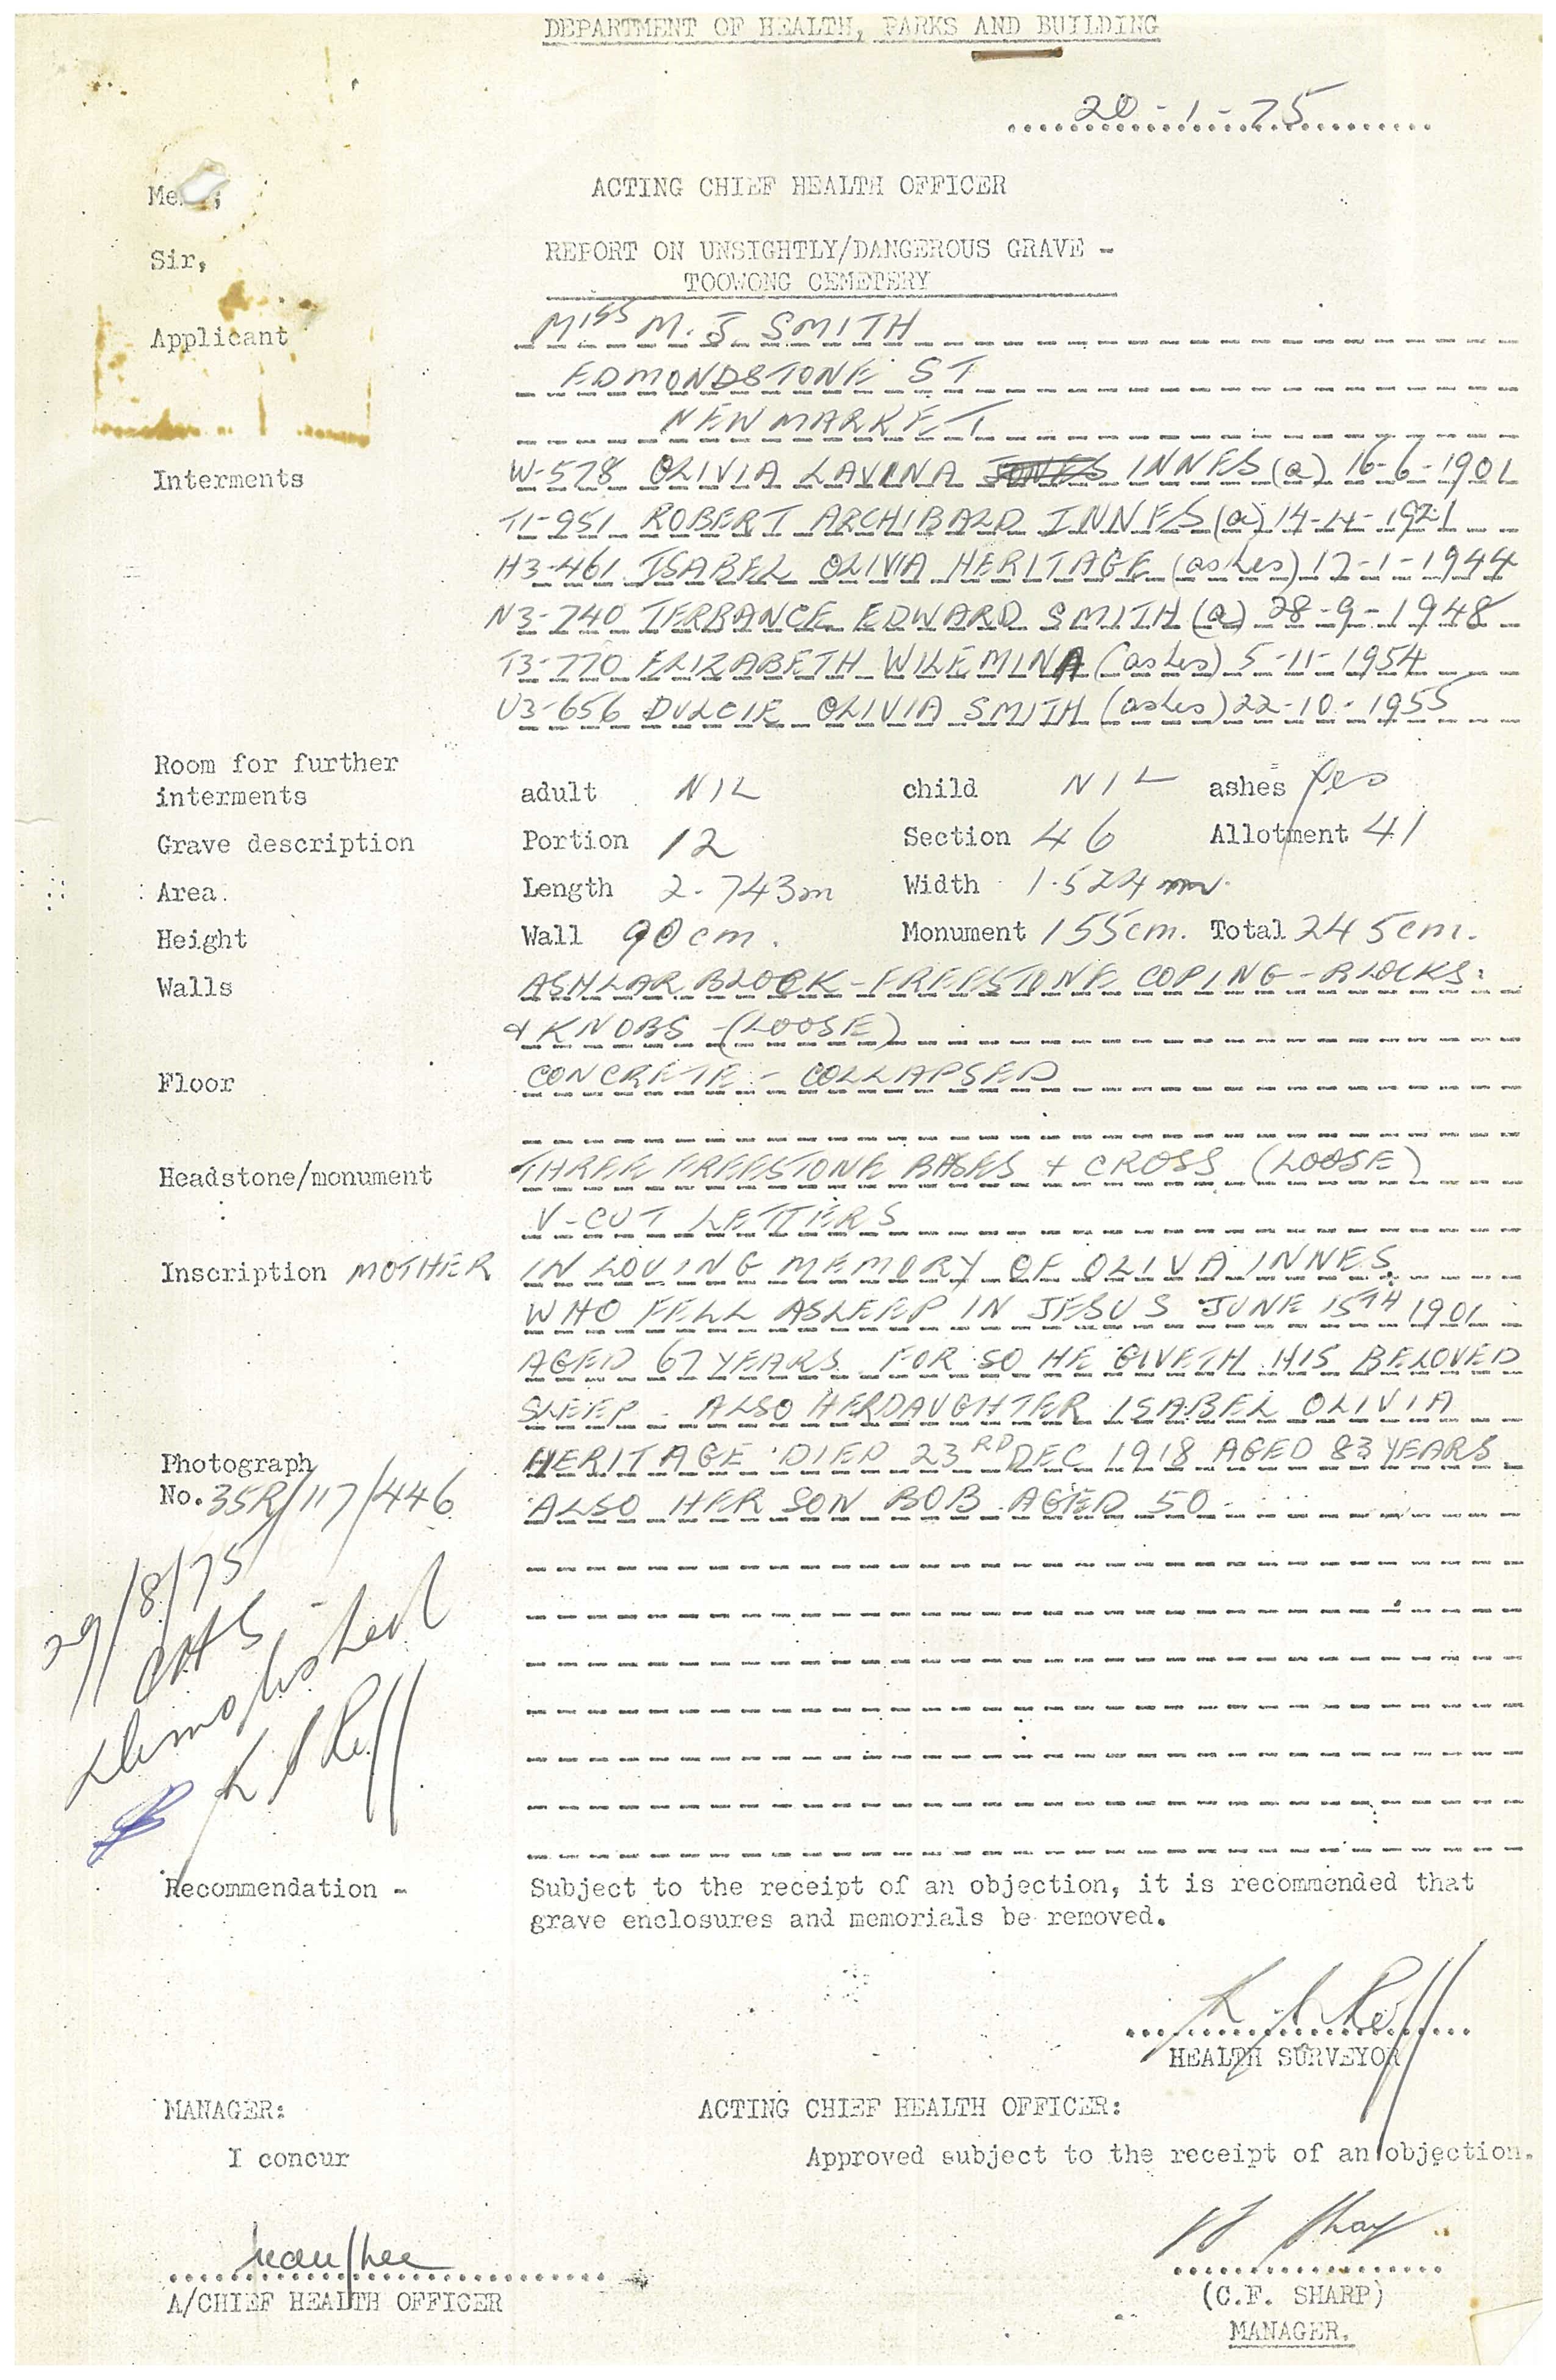 DEPARTMENT OF HEALTH, PARKS AND BUILDING
20-1-75
ACTING CHIEF HEALTH OFFICER
Sir,
REPORT ON UNSIGHTLY/DANGEROUS GRAVE -
TOOWONG CEMETERY
Applicant MISS M. J SMITH
EDMONDSTONE ST
NEWMARKET
Interments W-578 OLIVIA LAVINA JONES INNES (a) 16-6-1901
T1-951 ROBERT ARCHIBALD INNES (a) 14-4-1921
H3-461 ISABEL OLIVIA HERITAGE (ashes) 17-1-1944
N3-740 TERRANCE EDWARD SMITH (a) 28-9-1948
T3-770 ELIZABETH WILEMINA (ashes) 5-11-1954
U3-656 DULCIE OLIVIA SMITH (ashes) 22-10-1955
Room for further
interments adult NIL child NIL ashes Yes
Grave description Portion 12 Section 46 Allotment 41
Area. Length 2.743m Width 1.524m.
Height Wall 90cm. Monument 155cm. Total 245cm.
Walls ASHLAR BLOCK - FREESTONE COPING - BLOCKS
& KNOBS - (LOOSE)
Floor CONCRETE - COLLAPSED
Headstone/monument THREE FREESTONE BASES + CROSS (LOOSE)
V-CUT LETTERS
Inscription MOTHER IN LOVING MEMORY OF OLIVA INNES
WHO FELL ASLEEP IN JESUS JUNE 15TH 1901
AGED 67 YEARS FOR SO HE GIVETH HIS BELOVED
SLEEP. ALSO HER DAUGHTER ISABEL OLIVIA
HERITAGE DIED 23RD DEC 1918 AGED 83 YEARS
Photograph
No. 35R/117/446 ALSO HER SON BOB AGED 50
29/8/75
demolished
Recommendation - Subject to the receipt of an objection, it is recommended that
grave enclosures and memorials be removed.
HEALTH SURVEYOR
MANAGER: ACTING CHIEF HEALTH OFFICER:
I concur Approved subject to the receipt of an objection.
A/CHIEF HEALTH OFFICER (C.F. SHARP)
MANAGER.